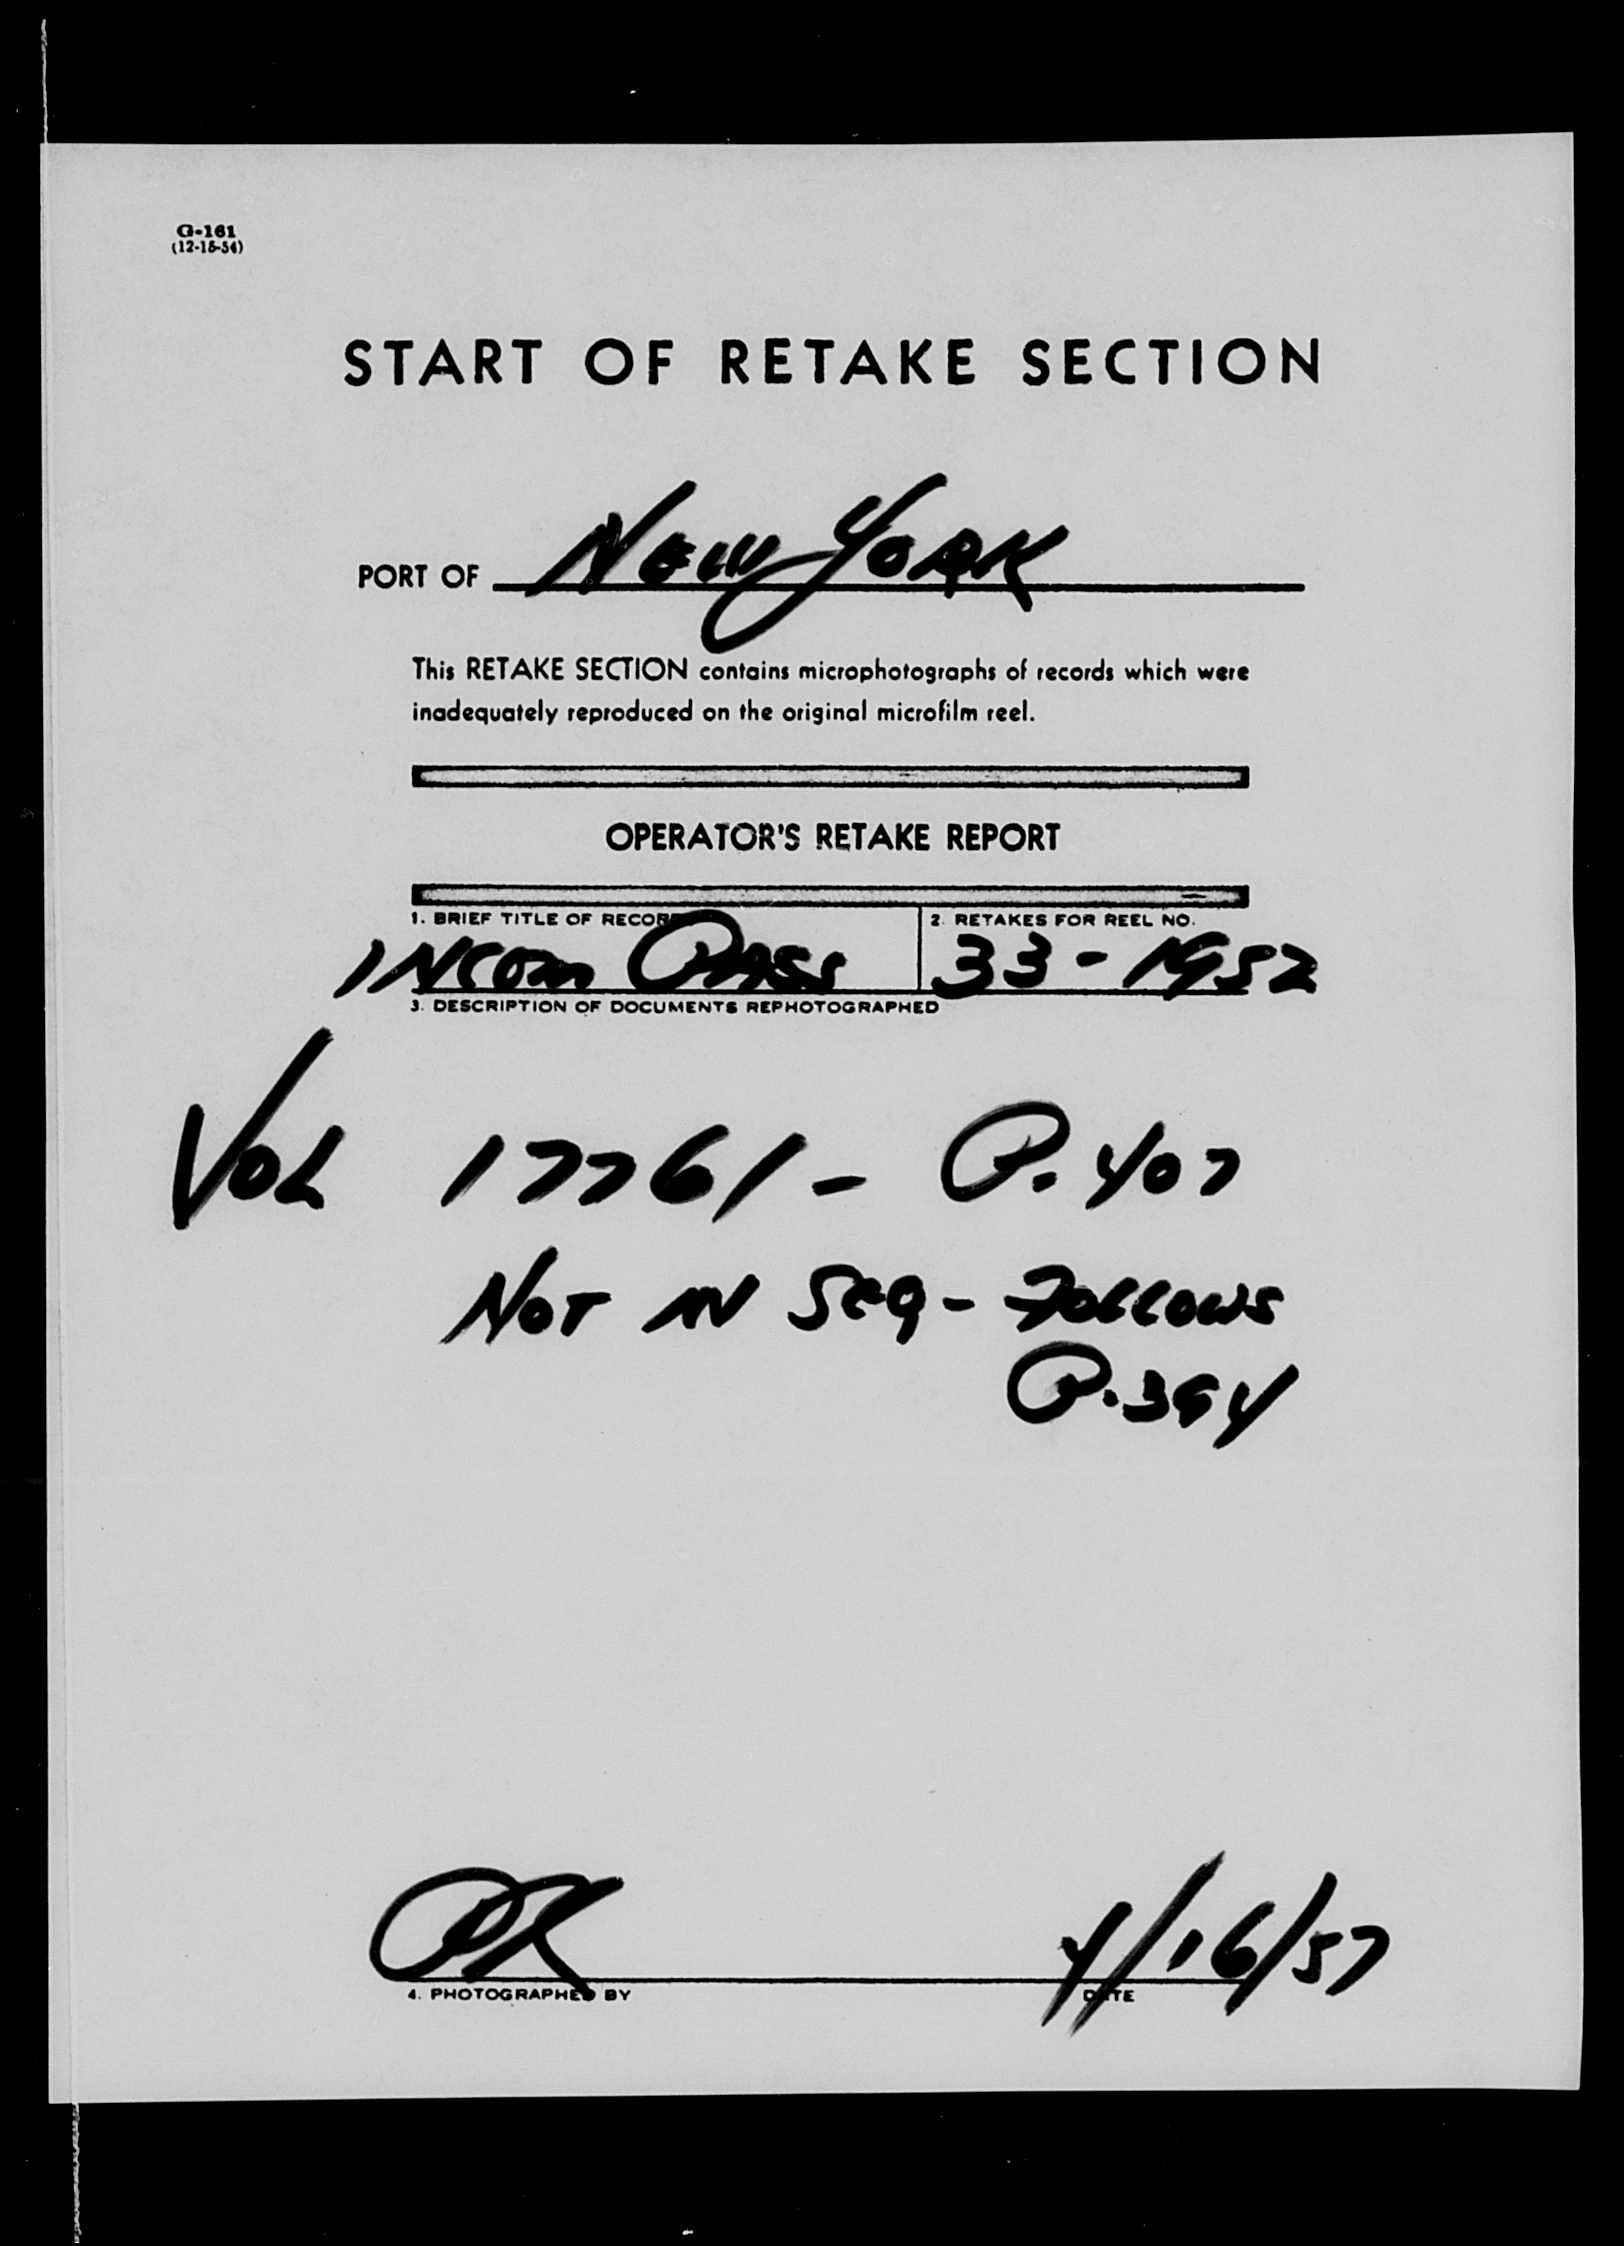 G-161
(12-15-54)
START OF RETAKE SECTION
PORT OF New York
This RETAKE SECTION contains microphotographs of records which were
inadequately reproduced on the original microfilm reel.
OPERATOR'S RETAKE REPORT
1. BRIEF TITLE OF RECORD
2. RETAKES FOR REEL NO.
INCOM PASS
33-1952
3. DESCRIPTION OF DOCUMENTS REPHOTOGRAPHED
VOL 17761- P. 407
NOT IN SEQ- FOLLOWS
P.394
4/16/57
4. PHOTOGRAPHED BY
DATE